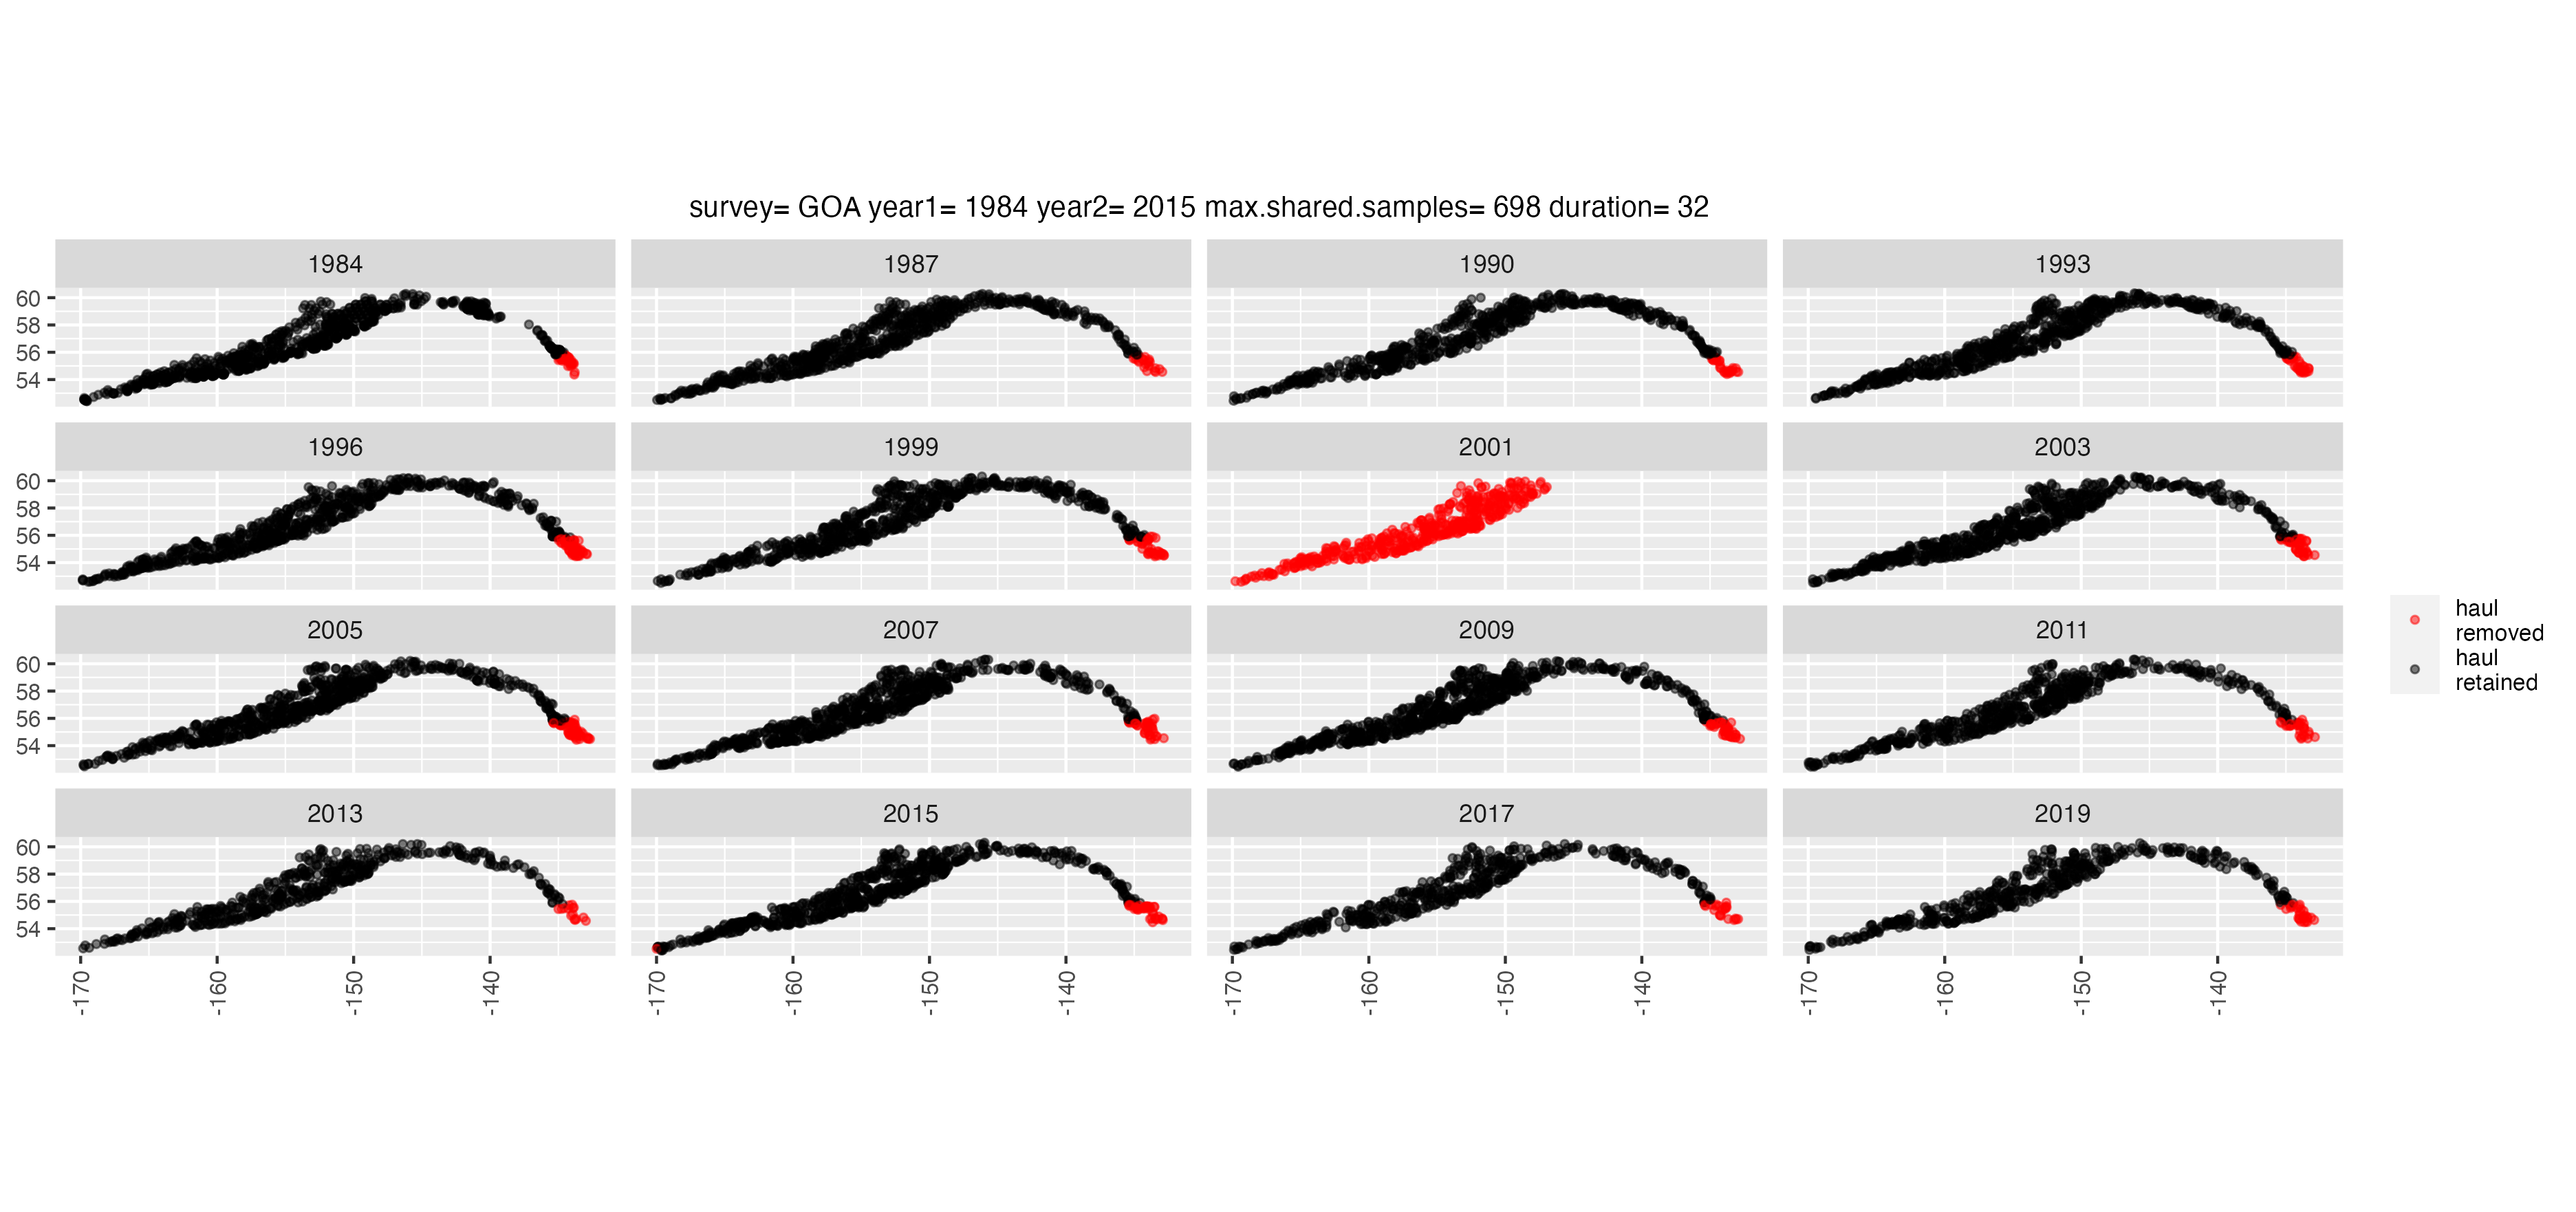 survey= GOA year1= 1984 year2= 2015 max.shared.samples= 698 duration= 32
1984 1987 1990 1993
60
58
56
54
1996 1999 2001 2003
60
58
56
54
2005 2007 2009 2011
60
58
56
54
2013 2015 2017 2019
60
58
56
54
-170 -160 -150 -140 -170 -160 -150 -140 -170 -160 -150 -140 -170 -160 -150 -140
haul
removed
haul
retained